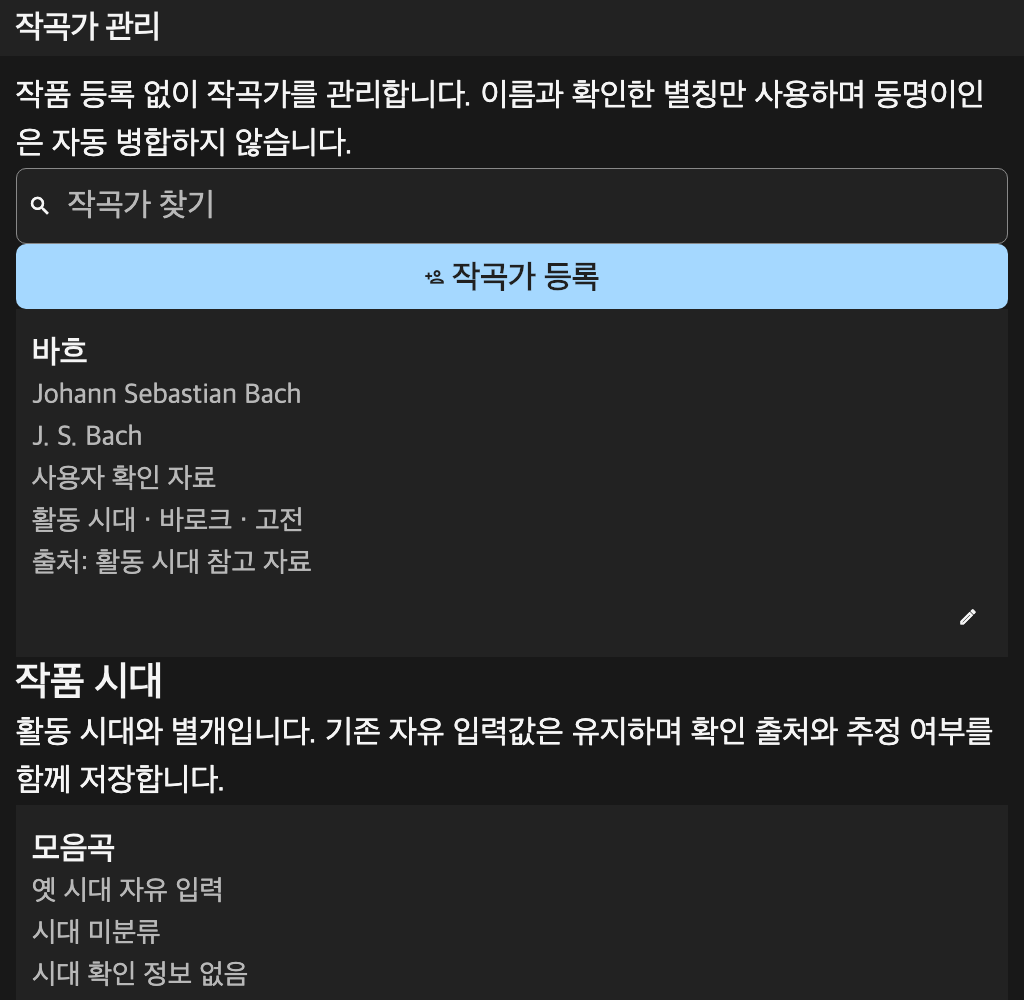 작곡가 관리
작품 등록 없이 작곡가를 관리합니다. 이름과 확인한 별칭만 사용하며 동명이인
은 자동 병합하지 않습니다.
작곡가 찾기
작곡가 등록
바흐
Johann Sebastian Bach
J. S. Bach
사용자 확인 자료
활동 시대 · 바로크 · 고전
출처: 활동 시대 참고 자료
작품 시대
활동 시대와 별개입니다. 기존 자유 입력값은 유지하며 확인 출처와 추정 여부를
함께 저장합니다.
모음곡
옛 시대 자유 입력
시대 미분류
시대 확인 정보 없음